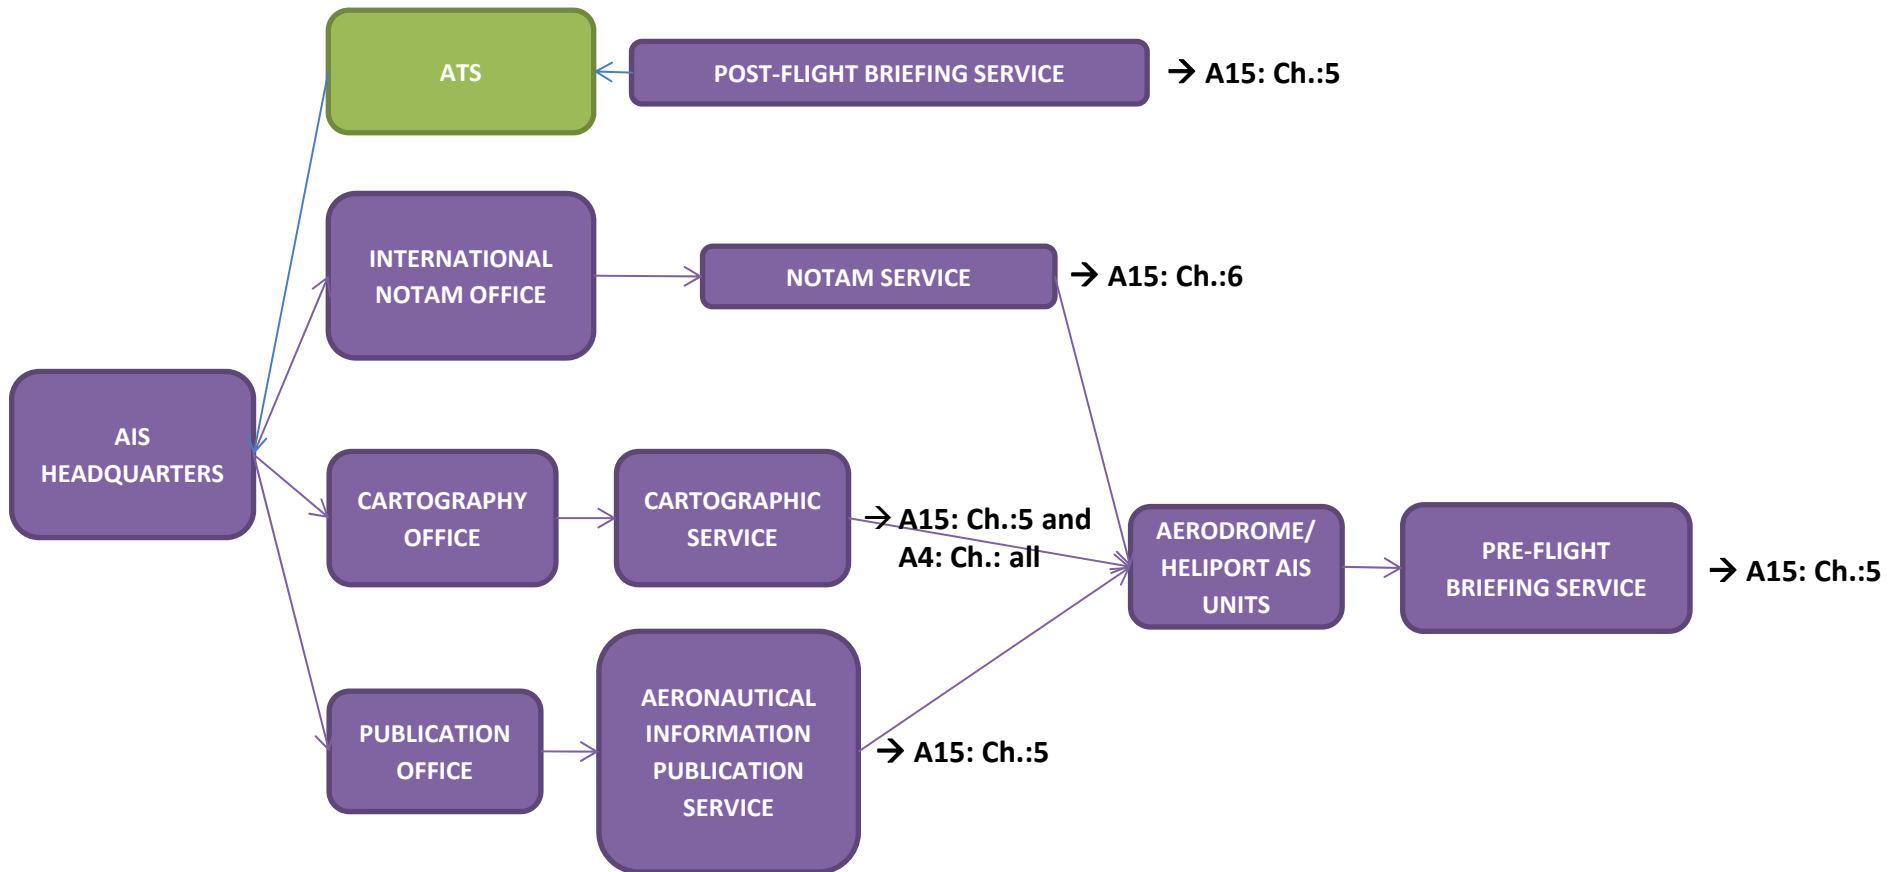 ATS
POST-FLIGHT BRIEFING SERVICE
→ A15: Ch.:5
INTERNATIONAL
NOTAM OFFICE
NOTAM SERVICE
→ A15: Ch.:6
AIS
HEADQUARTERS
CARTOGRAPHY
OFFICE
CARTOGRAPHIC
SERVICE
→ A15: Ch.:5 and
A4: Ch.: all
AERODROME/
HELIPORT AIS
UNITS
PRE-FLIGHT
BRIEFING SERVICE
→ A15: Ch.:5
PUBLICATION
OFFICE
AERONAUTICAL
INFORMATION
PUBLICATION
SERVICE
→ A15: Ch.:5